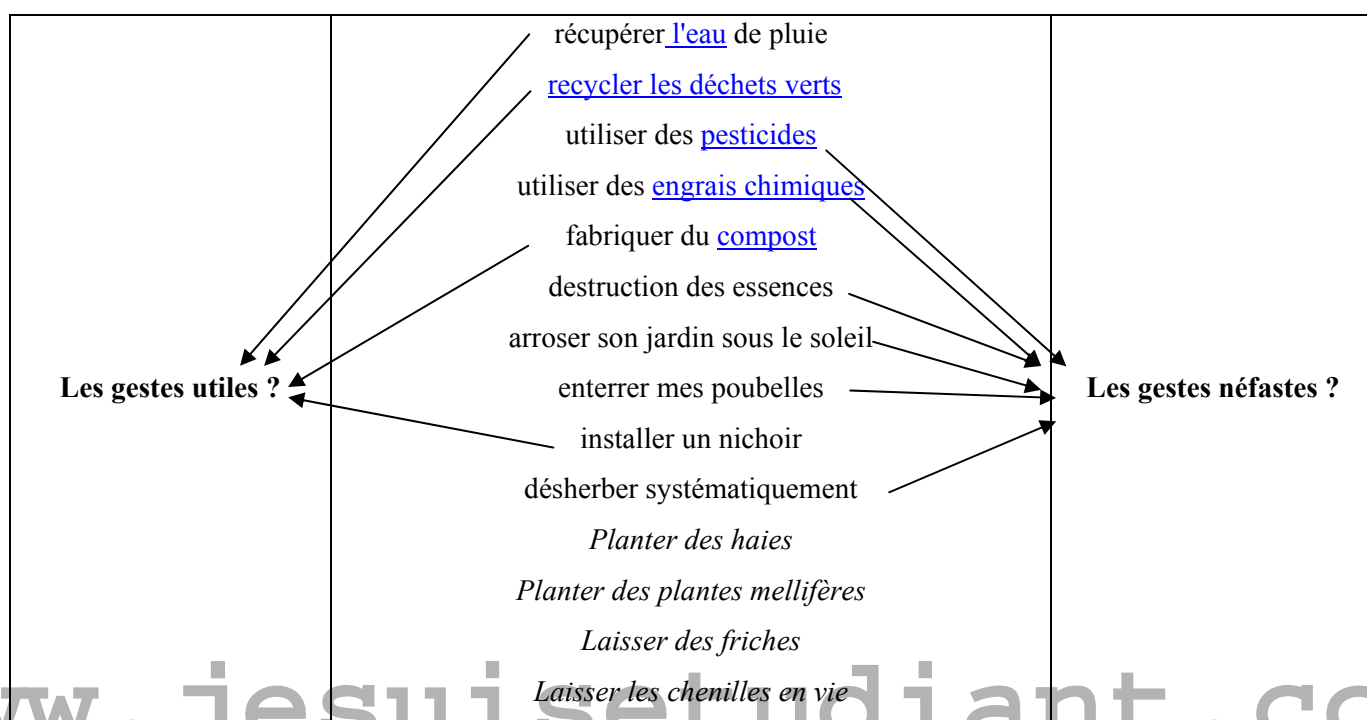 récupérer l'eau de pluie
recycler les déchets verts
utiliser des pesticides
utiliser des engrais chimiques
fabriquer du compost
destruction des essences
arroser son jardin sous le soleil
Les gestes utiles ?
enterrer mes poubelles
Les gestes néfastes ?
installer un nichoir
désherber systématiquement
Planter des haies
Planter des plantes mellifères
Laisser des friches
Laisser les chenilles en vie
w.jesuisetudiant.co